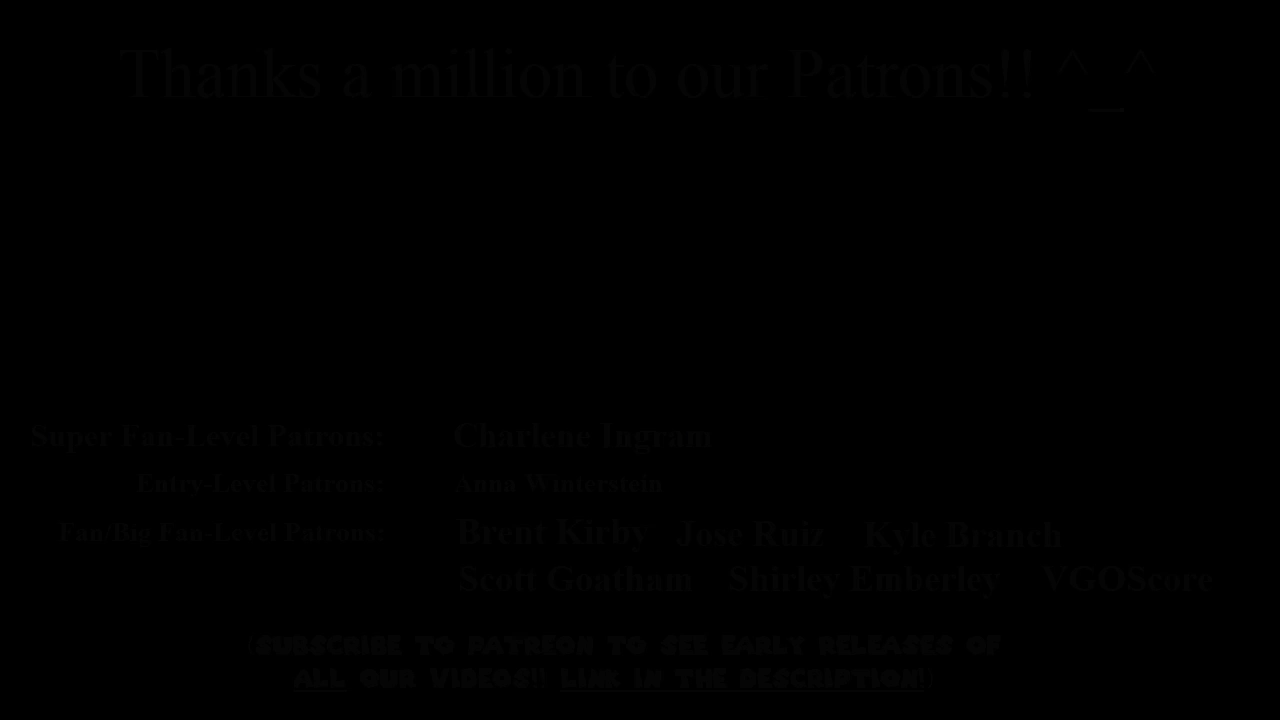 Thanks a million to our Patrons!! ^_^
Super Fan-Level Patrons: Charlene Ingram
Entry-Level Patrons: Anna Winterstein
Fan/Big Fan-Level Patrons: Brent Kirby Jose Ruiz Kyle Branch
Scott Goatham Shirley Emberley VGOScore
(SUBSCRIBE TO PATREON TO SEE EARLY RELEASES OF
ALL OUR VIDEOS!! LINK IN THE DESCRIPTION!)